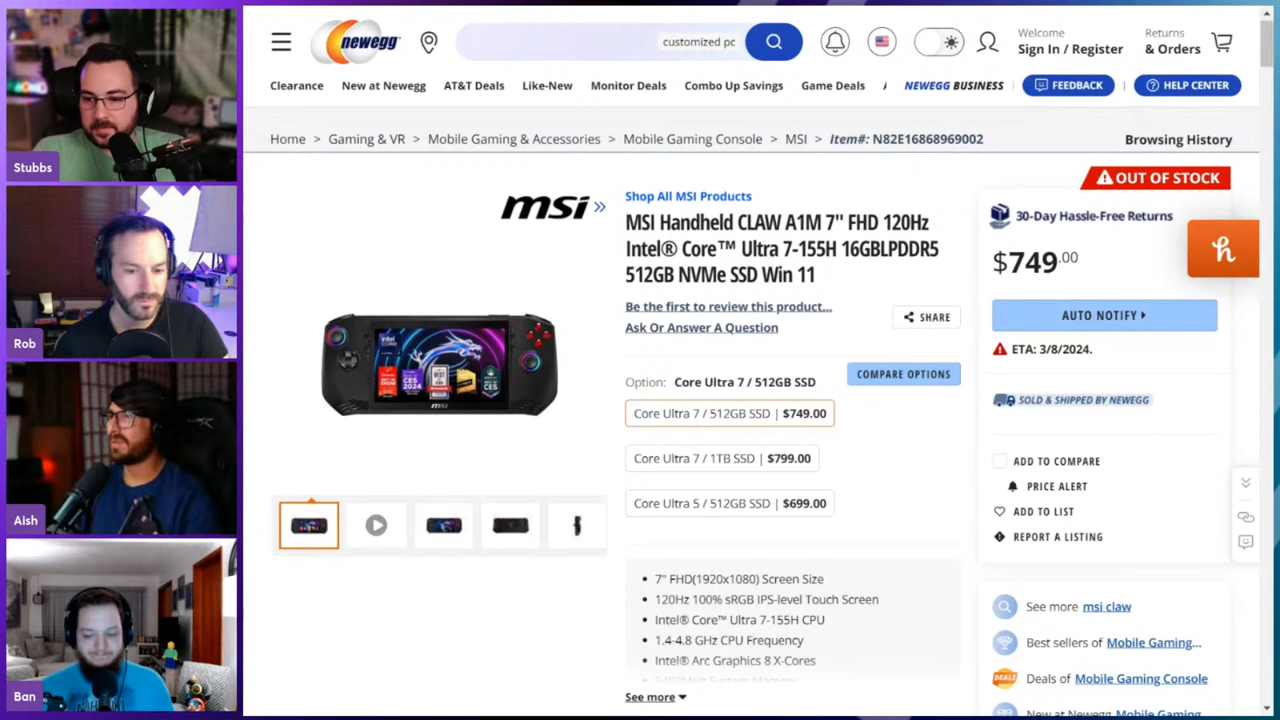 Stubbs
Rob
Aish
Ban
newegg
customized pc
Welcome
Sign In / Register
Returns
& Orders
Clearance
New at Newegg
AT&T Deals
Like-New
Monitor Deals
Combo Up Savings
Game Deals
NEWEGG BUSINESS
FEEDBACK
HELP CENTER
Home > Gaming & VR > Mobile Gaming & Accessories > Mobile Gaming Console > MSI > Item#: N82E16868969002
Browsing History
msi
Shop All MSI Products
MSI Handheld CLAW A1M 7" FHD 120Hz
Intel® Core™ Ultra 7-155H 16GBLPDDR5
512GB NVMe SSD Win 11
Be the first to review this product...
Ask Or Answer A Question
SHARE
Option: Core Ultra 7 / 512GB SSD
COMPARE OPTIONS
Core Ultra 7 / 512GB SSD | $749.00
Core Ultra 7 / 1TB SSD | $799.00
Core Ultra 5 / 512GB SSD | $699.00
7" FHD(1920x1080) Screen Size
120Hz 100% sRGB IPS-level Touch Screen
Intel® Core™ Ultra 7-155H CPU
1.4-4.8 GHz CPU Frequency
Intel® Arc Graphics 8 X-Cores
See more
OUT OF STOCK
30-Day Hassle-Free Returns
$749.00
AUTO NOTIFY
ETA: 3/8/2024.
SOLD & SHIPPED BY NEWEGG
ADD TO COMPARE
PRICE ALERT
ADD TO LIST
REPORT A LISTING
See more msi claw
Best sellers of Mobile Gaming...
DEALS
Deals of Mobile Gaming Console
New at Newegg Mobile Gaming
h